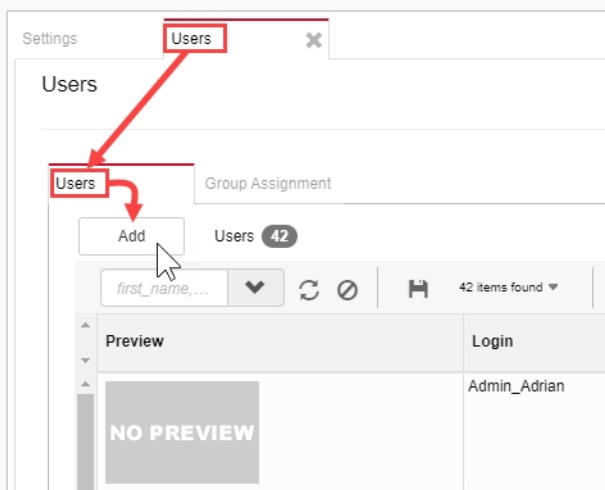 Settings
Users
Users
Users
Group Assignment
Add
Users 42
first_name,...
42 items found
Preview
Login
NO PREVIEW
Admin_Adrian